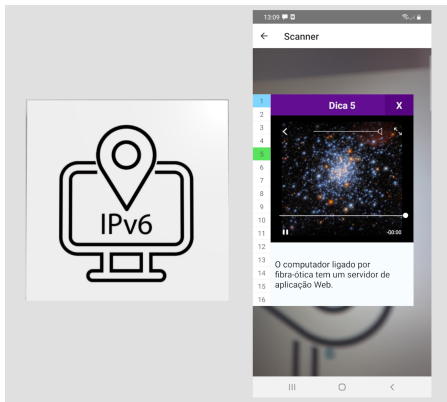 IPv6
13:09
Scanner
1
2
3
4
5
6
7
8
9
10
11
12
13
14
15
16
Dica 5
X
-00:00
O computador ligado por
fibra-ótica tem um servidor de
aplicação Web.